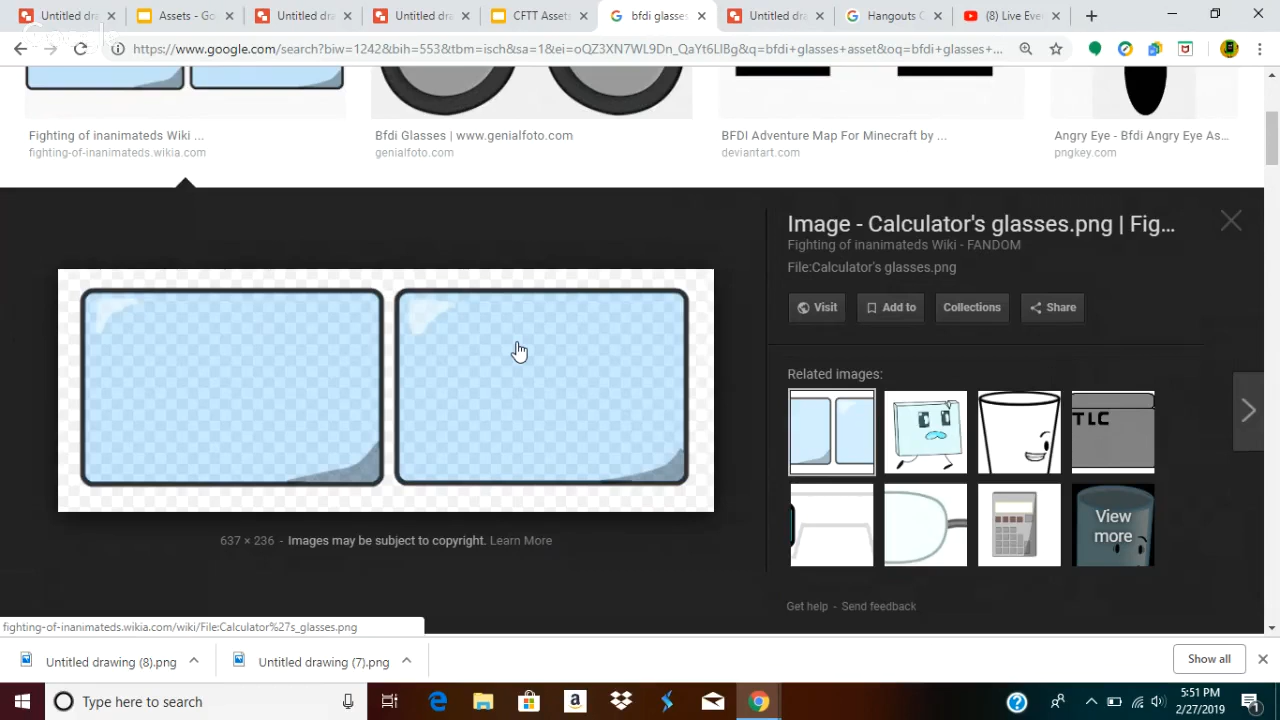 Untitled dra
Assets - Go
Untitled dra
Untitled dra
CFTT Assets
bfdi glasses
Untitled dra
Hangouts C
(8) Live Eve
https://www.google.com/search?biw=1242&bih=553&tbm=isch&sa=1&ei=oQZ3XN7WL9Dn_QaYt6LlBg&q=bfdi+glasses+asset&oq=bfdi+glasses+...
Fighting of inanimateds Wiki ...
fighting-of-inanimateds.wikia.com
Bfdi Glasses | www.genialfoto.com
genialfoto.com
BFDI Adventure Map For Minecraft by ...
deviantart.com
Angry Eye - Bfdi Angry Eye As...
pngkey.com
Image - Calculator's glasses.png | Fig...
Fighting of inanimateds Wiki - FANDOM
File:Calculator's glasses.png
Visit
Add to
Collections
Share
Related images:
TLC
View more
637 × 236 - Images may be subject to copyright. Learn More
Get help - Send feedback
fighting-of-inanimateds.wikia.com/wiki/File:Calculator%27s_glasses.png
Untitled drawing (8).png
Untitled drawing (7).png
Show all
Type here to search
5:51 PM
2/27/2019
1